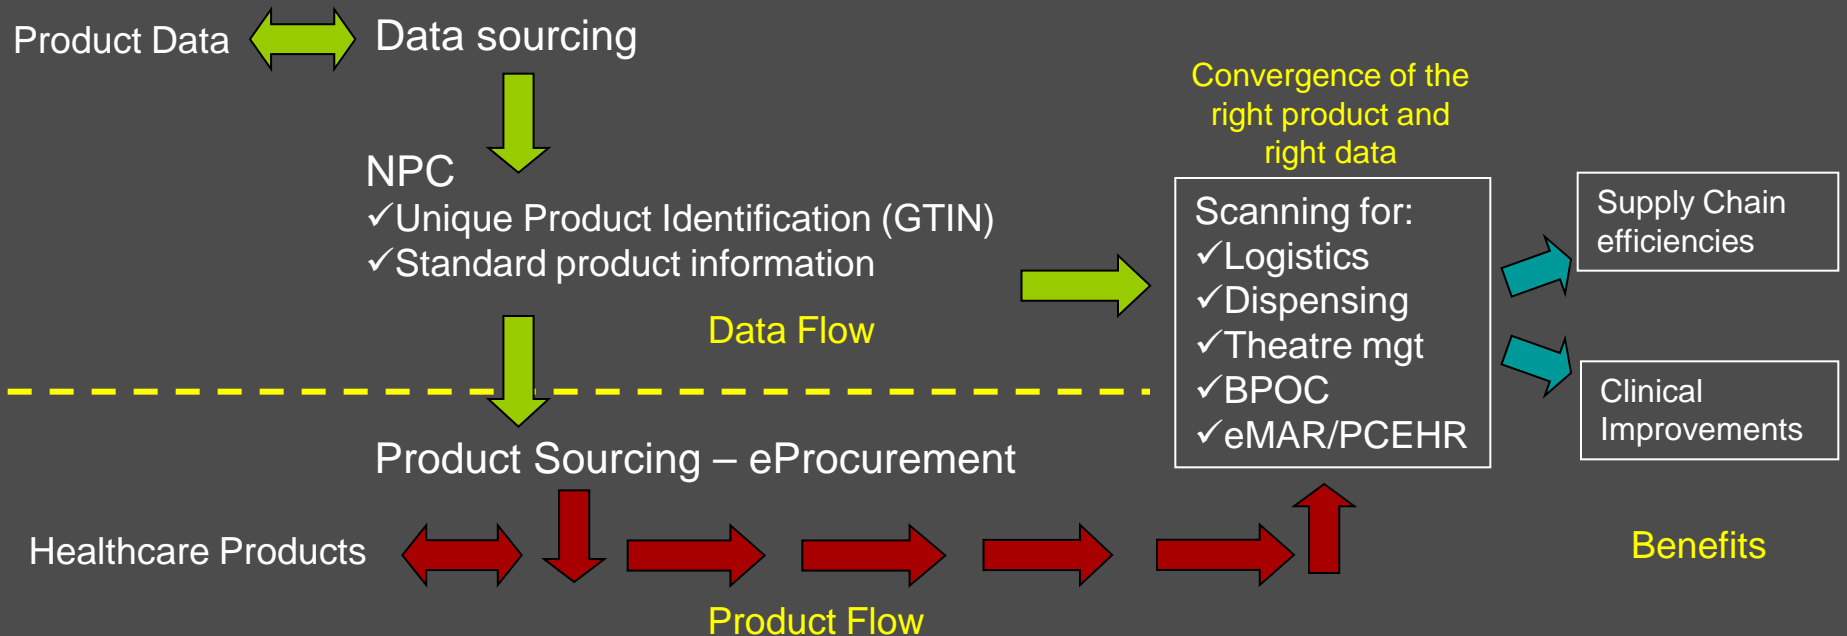 Product Data
Data sourcing
NPC
✓Unique Product Identification (GTIN)
✓Standard product information
Data Flow
Convergence of the
right product and
right data
Scanning for:
✓Logistics
✓Dispensing
✓Theatre mgt
✓BPOC
✓eMAR/PCEHR
Supply Chain
efficiencies
Clinical
Improvements
Product Sourcing – eProcurement
Healthcare Products
Benefits
Product Flow